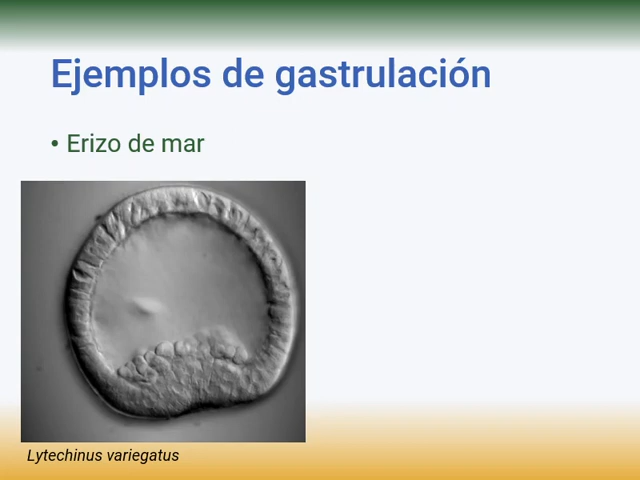 Ejemplos de gastrulación
• Erizo de mar
Lytechinus variegatus